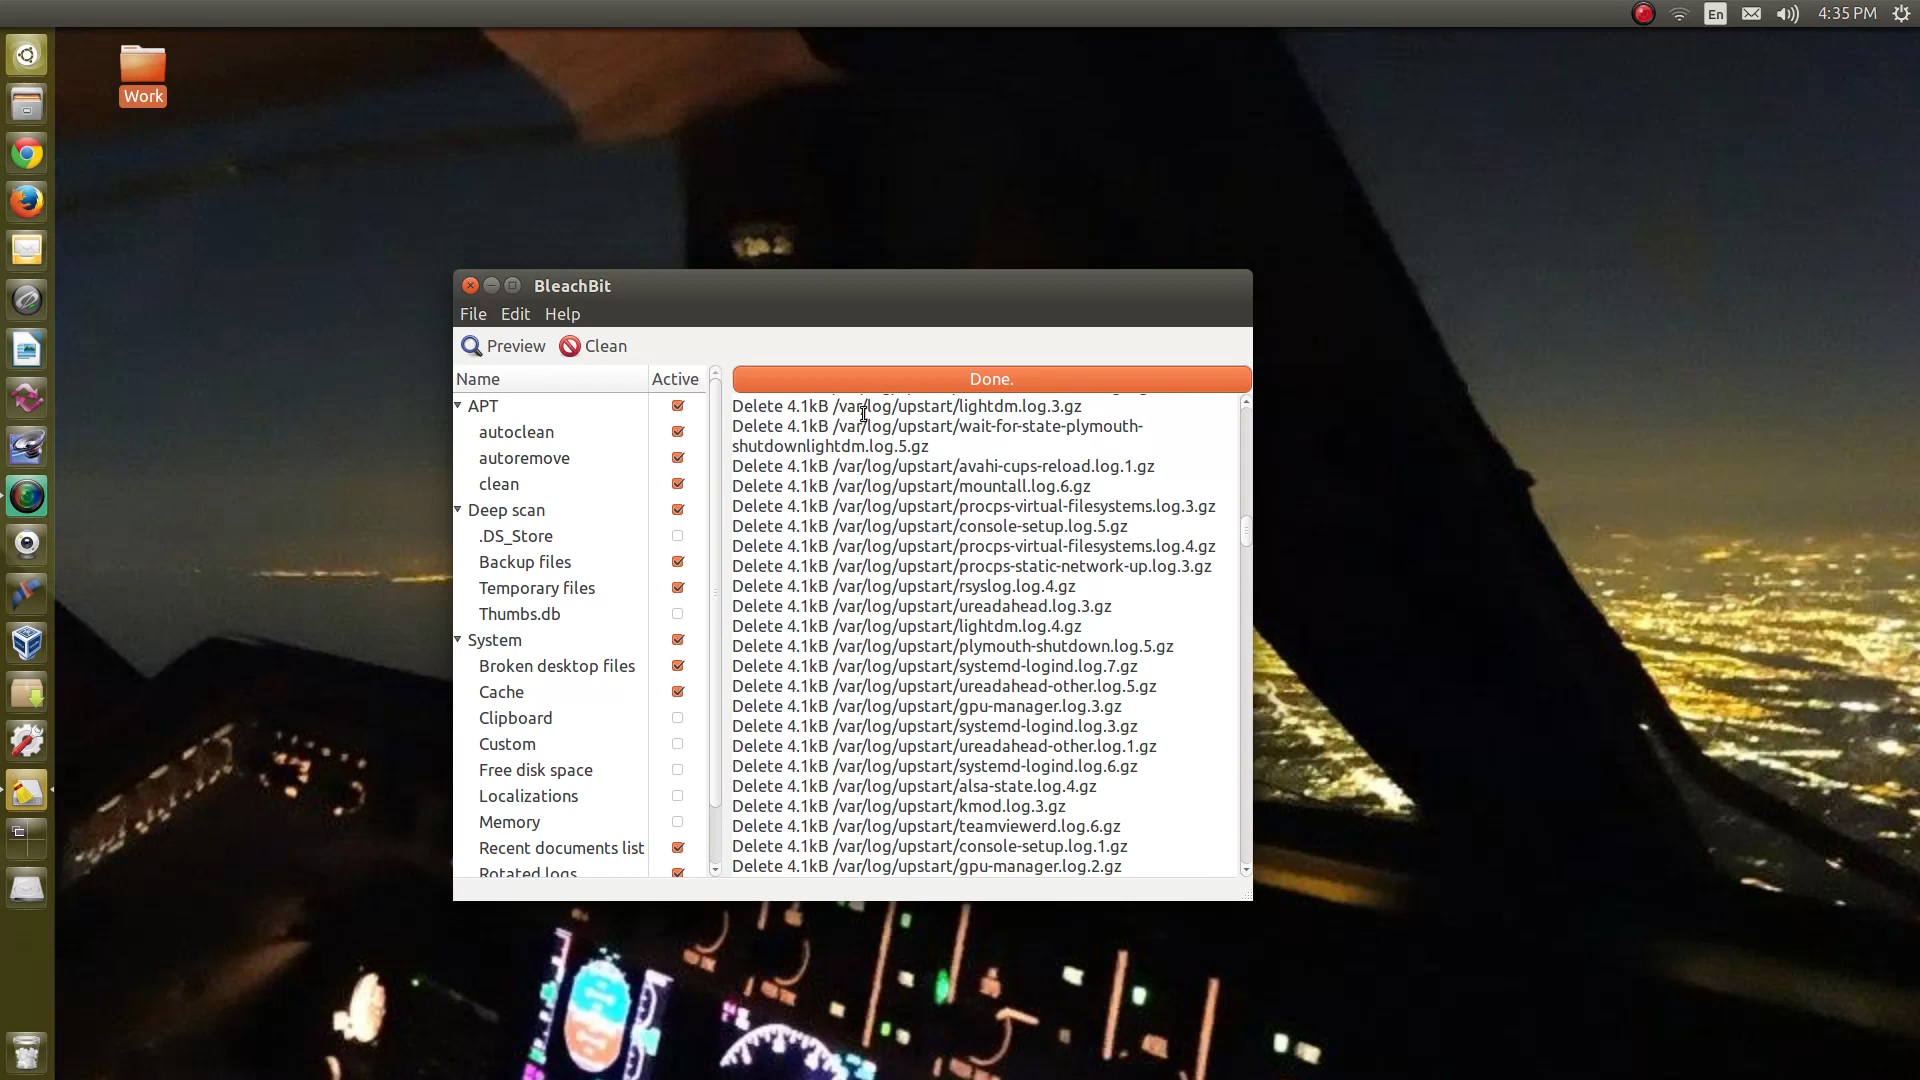 En
4:35 PM
Work
BleachBit
File Edit Help
Preview Clean
Name Active
APT
autoclean
autoremove
clean
Deep scan
.DS_Store
Backup files
Temporary files
Thumbs.db
System
Broken desktop files
Cache
Clipboard
Custom
Free disk space
Localizations
Memory
Recent documents list
Rotated logs
Done.
Delete 4.1kB /var/log/upstart/lightdm.log.3.gz
Delete 4.1kB /var/log/upstart/wait-for-state-plymouth-
shutdownlightdm.log.5.gz
Delete 4.1kB /var/log/upstart/avahi-cups-reload.log.1.gz
Delete 4.1kB /var/log/upstart/mountall.log.6.gz
Delete 4.1kB /var/log/upstart/procps-virtual-filesystems.log.3.gz
Delete 4.1kB /var/log/upstart/console-setup.log.5.gz
Delete 4.1kB /var/log/upstart/procps-virtual-filesystems.log.4.gz
Delete 4.1kB /var/log/upstart/procps-static-network-up.log.3.gz
Delete 4.1kB /var/log/upstart/rsyslog.log.4.gz
Delete 4.1kB /var/log/upstart/ureadahead.log.3.gz
Delete 4.1kB /var/log/upstart/lightdm.log.4.gz
Delete 4.1kB /var/log/upstart/plymouth-shutdown.log.5.gz
Delete 4.1kB /var/log/upstart/systemd-logind.log.7.gz
Delete 4.1kB /var/log/upstart/ureadahead-other.log.5.gz
Delete 4.1kB /var/log/upstart/gpu-manager.log.3.gz
Delete 4.1kB /var/log/upstart/systemd-logind.log.3.gz
Delete 4.1kB /var/log/upstart/ureadahead-other.log.1.gz
Delete 4.1kB /var/log/upstart/systemd-logind.log.6.gz
Delete 4.1kB /var/log/upstart/alsa-state.log.4.gz
Delete 4.1kB /var/log/upstart/kmod.log.3.gz
Delete 4.1kB /var/log/upstart/teamviewerd.log.6.gz
Delete 4.1kB /var/log/upstart/console-setup.log.1.gz
Delete 4.1kB /var/log/upstart/gpu-manager.log.2.gz